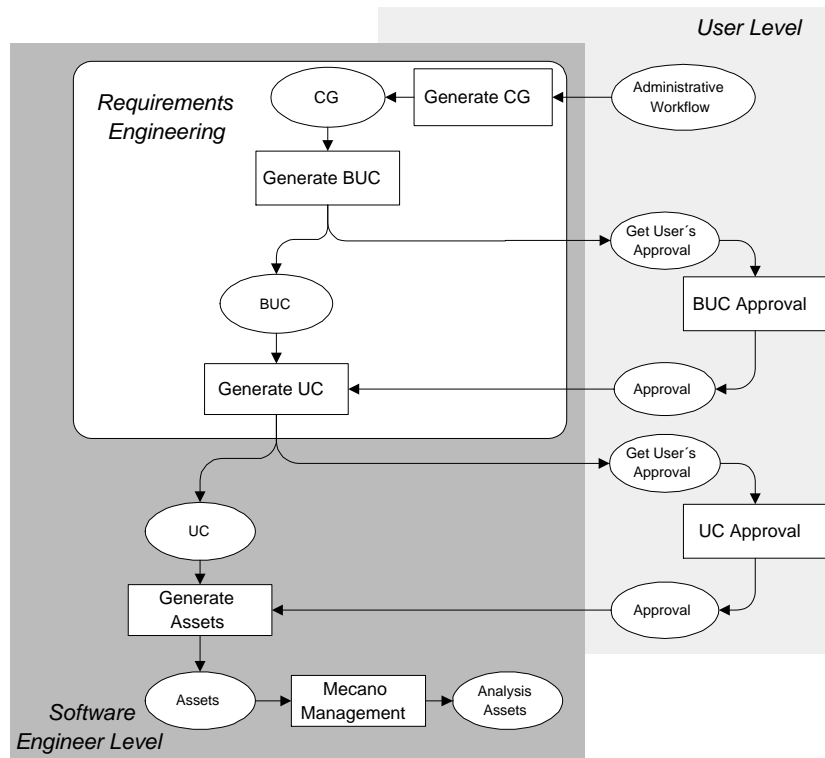 User Level
Requirements
Engineering
CG
Generate CG
Administrative
Workflow
Generate BUC
Get User´s
Approval
BUC
BUC Approval
Generate UC
Approval
Get User´s
Approval
UC
UC Approval
Generate
Assets
Approval
Assets
Mecano
Management
Analysis
Assets
Software
Engineer Level